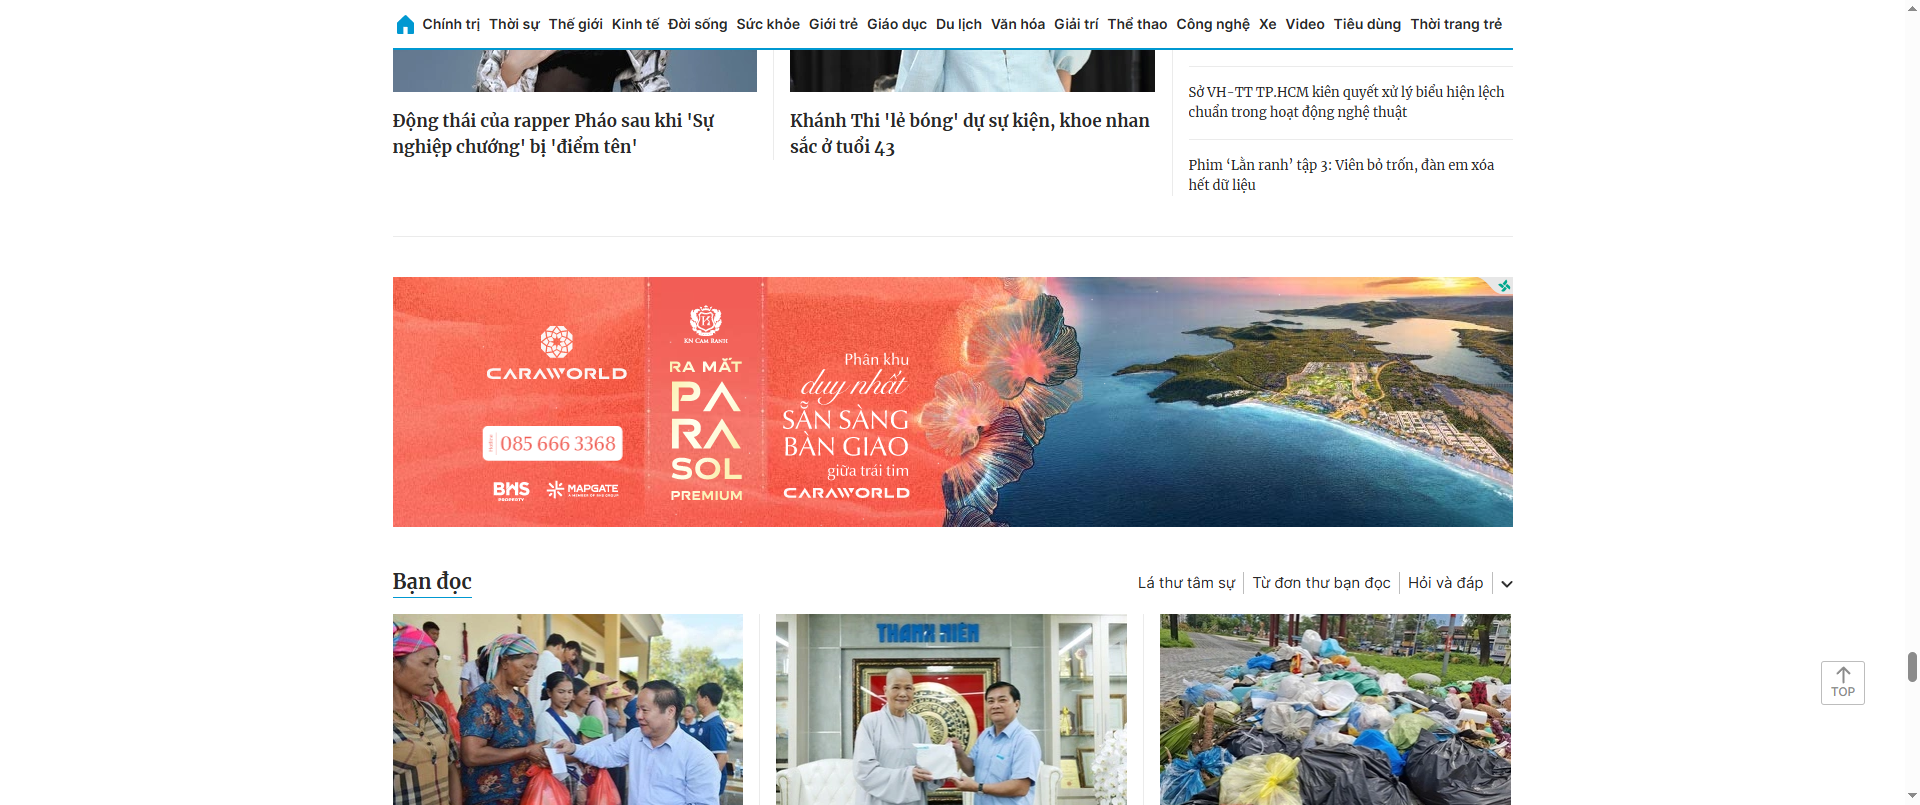 Chính trị Thời sự Thế giới Kinh tế Đời sống Sức khỏe Giới trẻ Giáo dục Du lịch Văn hóa Giải trí Thể thao Công nghệ Xe Video Tiêu dùng Thời trang trẻ
Động thái của rapper Pháo sau khi 'Sự
nghiệp chướng' bị 'điểm tên'
Khánh Thi 'lẻ bóng' dự sự kiện, khoe nhan
sắc ở tuổi 43
Sở VH-TT TP.HCM kiên quyết xử lý biểu hiện lệch
chuẩn trong hoạt động nghệ thuật
Phim ‘Lằn ranh’ tập 3: Viên bỏ trốn, đàn em xóa
hết dữ liệu
CARAWORLD
085 666 3368
BHS
PROPERTY
MAPGATE
A MEMBER OF BHS GROUP
KN CAM RANH
RA MẮT
PA
RA
SOL
PREMIUM
Phân khu
duy nhất
SẴN SÀNG
BÀN GIAO
giữa trái tim
CARAWORLD
Bạn đọc
Lá thư tâm sự Từ đơn thư bạn đọc Hỏi và đáp
THANH NIÊN
TOP